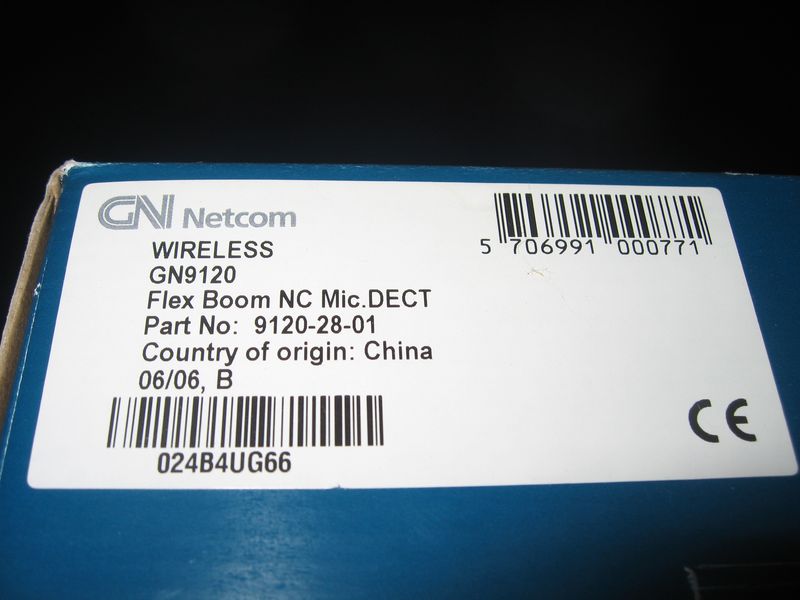 GN Netcom
5 706991 000771
WIRELESS
GN9120
Flex Boom NC Mic.DECT
Part No: 9120-28-01
Country of origin: China
06/06, B
024B4UG66
CE